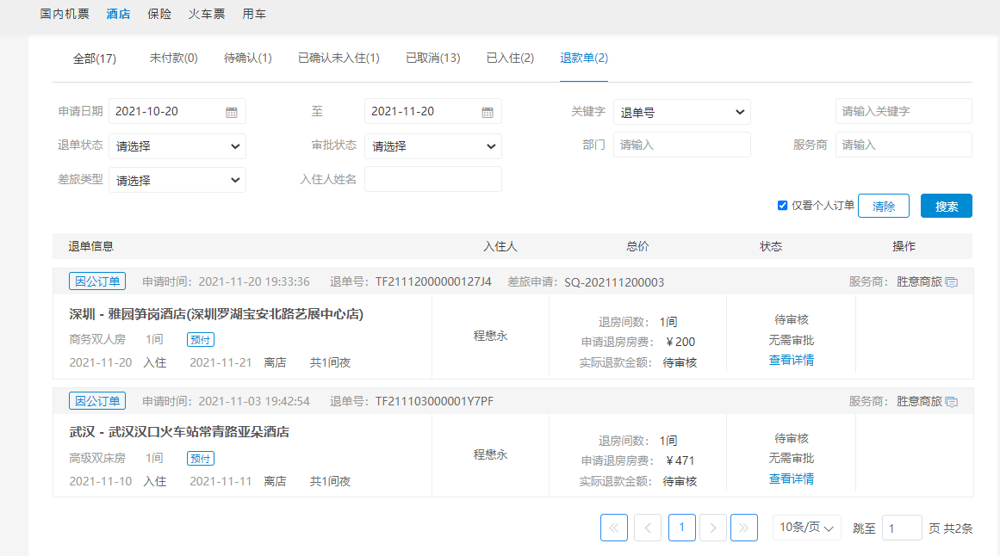 国内机票 酒店 保险 火车票 用车
全部(17) 未付款(0) 待确认(1) 已确认未入住(1) 已取消(13) 已入住(2) 退款单(2)
申请日期 2021-10-20 至 2021-11-20 关键字 退单号 请输入关键字
退单状态 请选择 审批状态 请选择 部门 请输入 服务商 请输入
差旅类型 请选择 入住人姓名
仅看个人订单 清除 搜索
退单信息 入住人 总价 状态 操作
因公订单 申请时间：2021-11-20 19:33:36 退单号：TF21112000000127J4 差旅申请：SQ-202111200003 服务商：胜意商旅
深圳 - 雅园笋岗酒店(深圳罗湖宝安北路艺展中心店)
商务双人房 1间 预付
2021-11-20 入住 2021-11-21 离店 共1间夜
程懋永
退房间数：1间
申请退房房费：￥200
实际退款金额：待审核
待审核
无需审批
查看详情
因公订单 申请时间：2021-11-03 19:42:54 退单号：TF211103000001Y7PF 服务商：胜意商旅
武汉 - 武汉汉口火车站常青路亚朵酒店
高级双床房 1间 预付
2021-11-10 入住 2021-11-11 离店 共1间夜
程懋永
退房间数：1间
申请退房房费：￥471
实际退款金额：待审核
待审核
无需审批
查看详情
1 10条/页 跳至 1 页 共2条